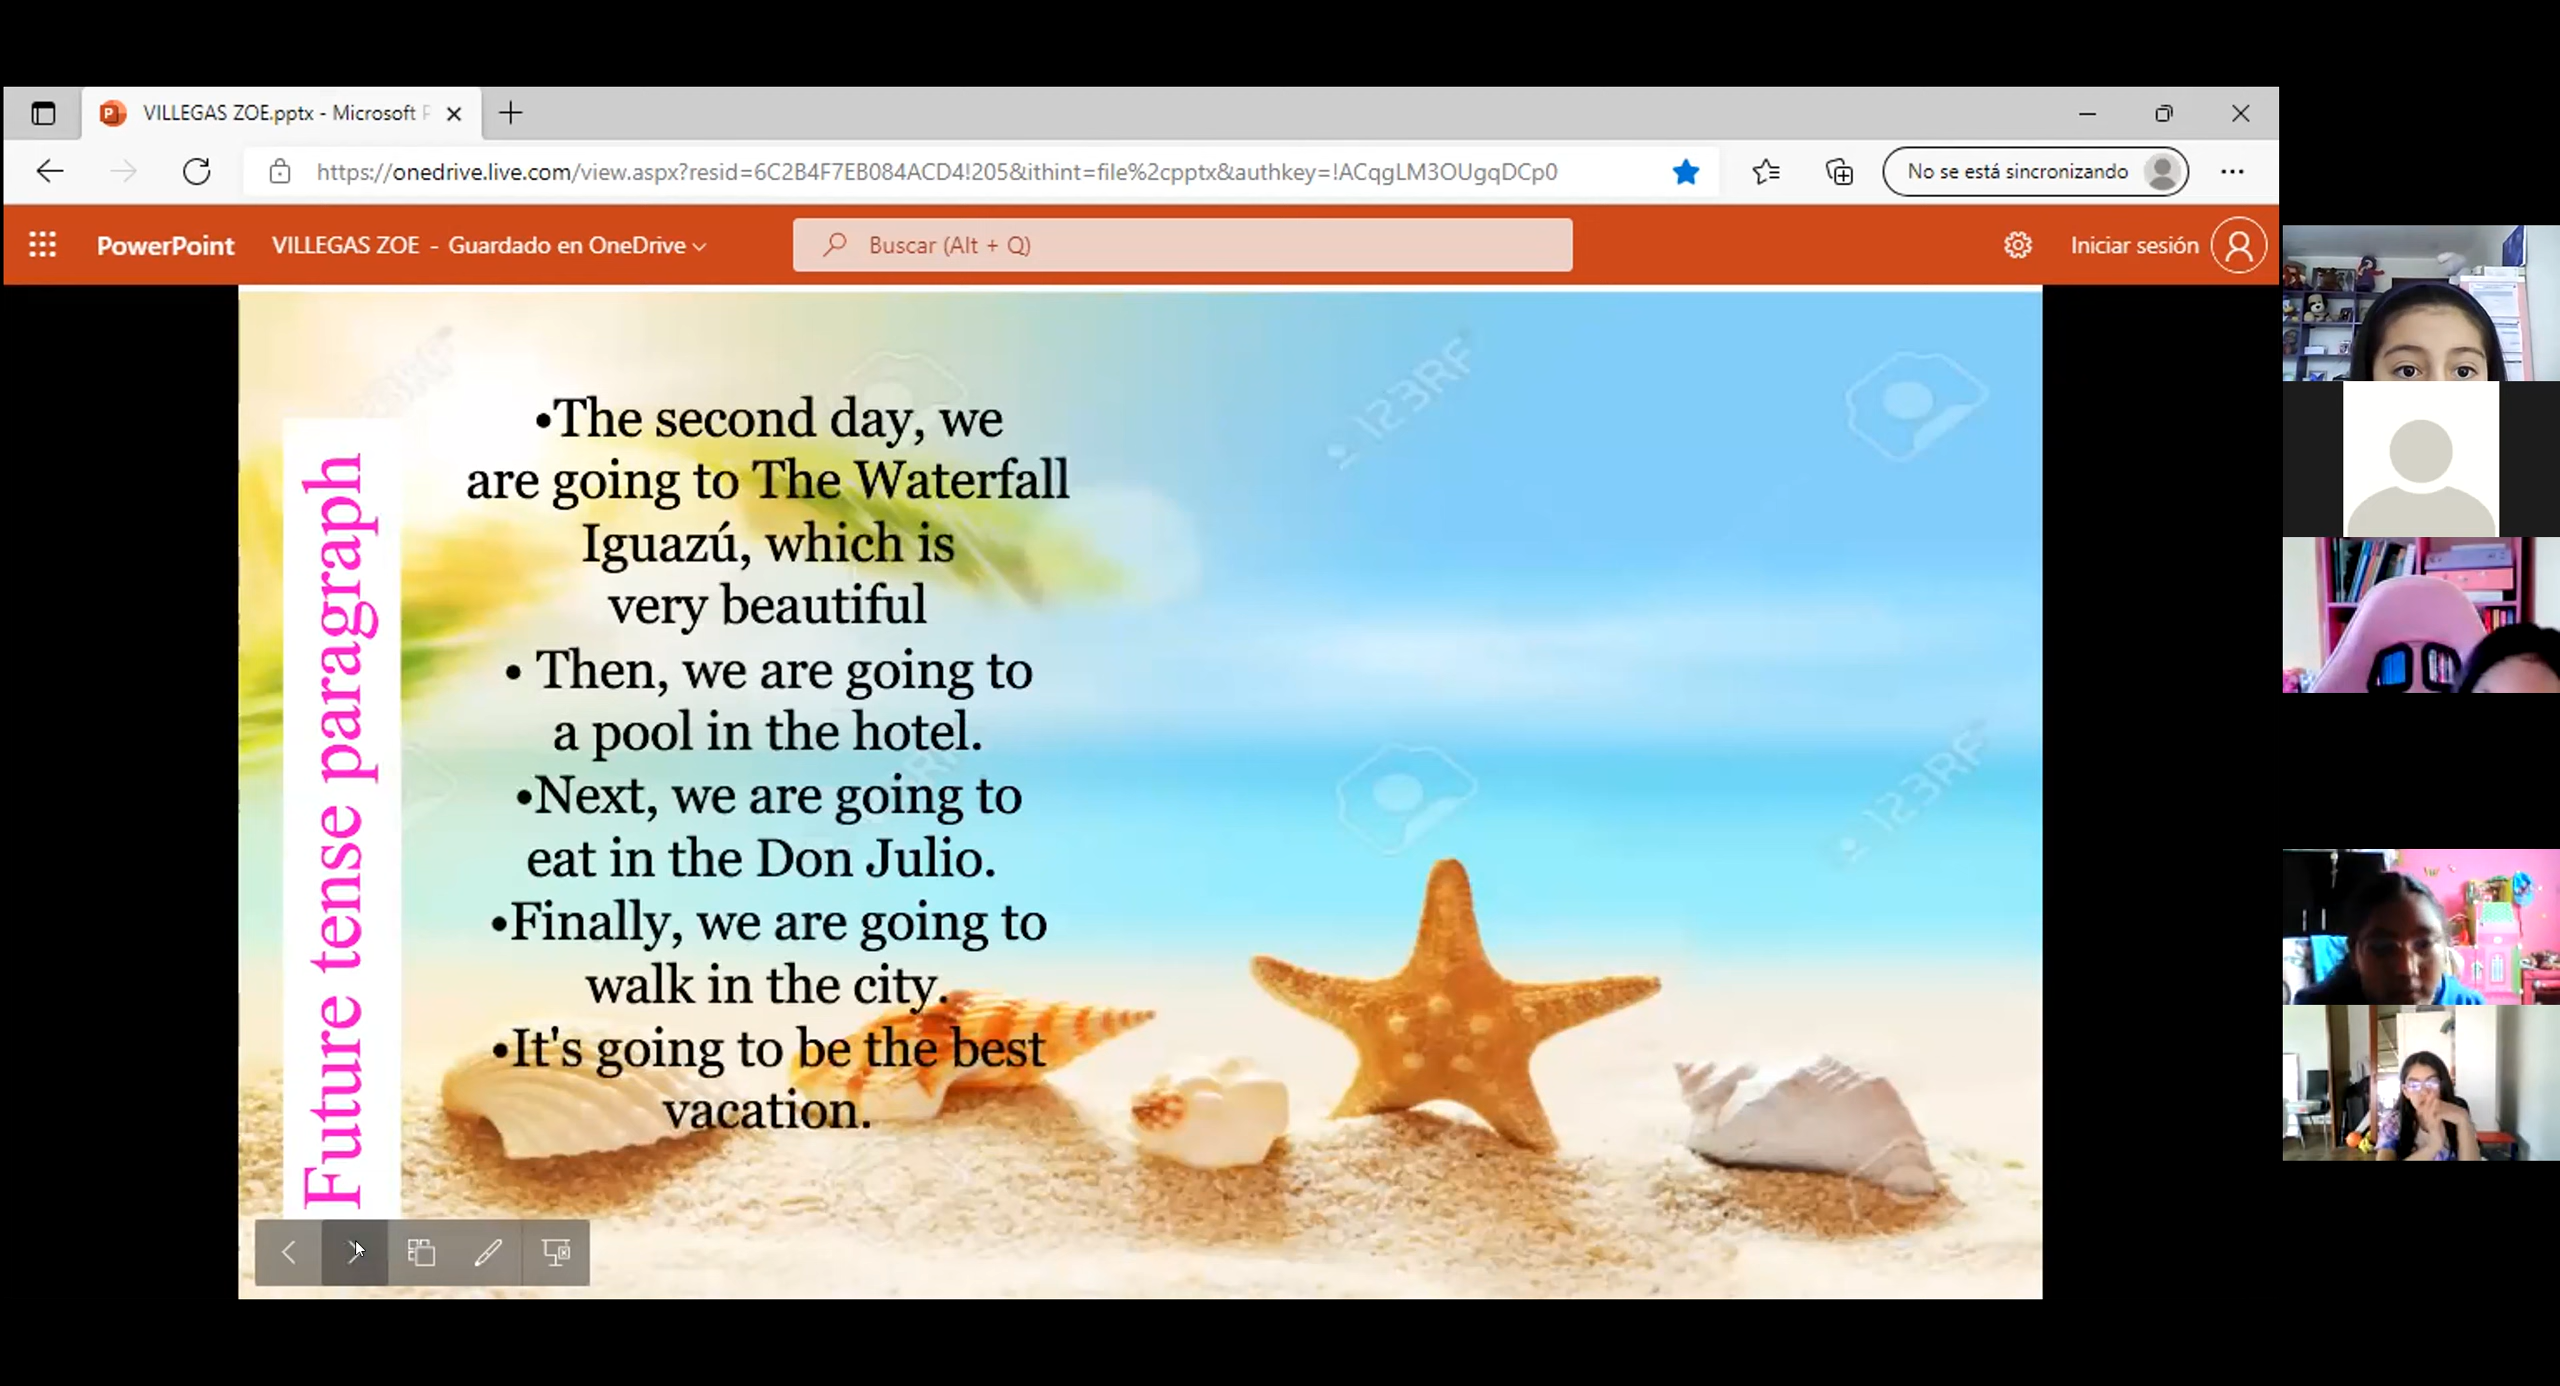 VILLEGAS ZOE.pptx - Microsoft P
https://onedrive.live.com/view.aspx?resid=6C2B4F7EB084ACD4!205&ithint=file%2cpptx&authkey=!ACqgLM3OUgqDCp0
No se está sincronizando
PowerPoint
VILLEGAS ZOE - Guardado en OneDrive
Buscar (Alt + Q)
Iniciar sesión
Future tense paragraph
•The second day, we
are going to The Waterfall
Iguazú, which is
very beautiful
• Then, we are going to
a pool in the hotel.
•Next, we are going to
eat in the Don Julio.
•Finally, we are going to
walk in the city.
•It's going to be the best
vacation.
123RF
123RF